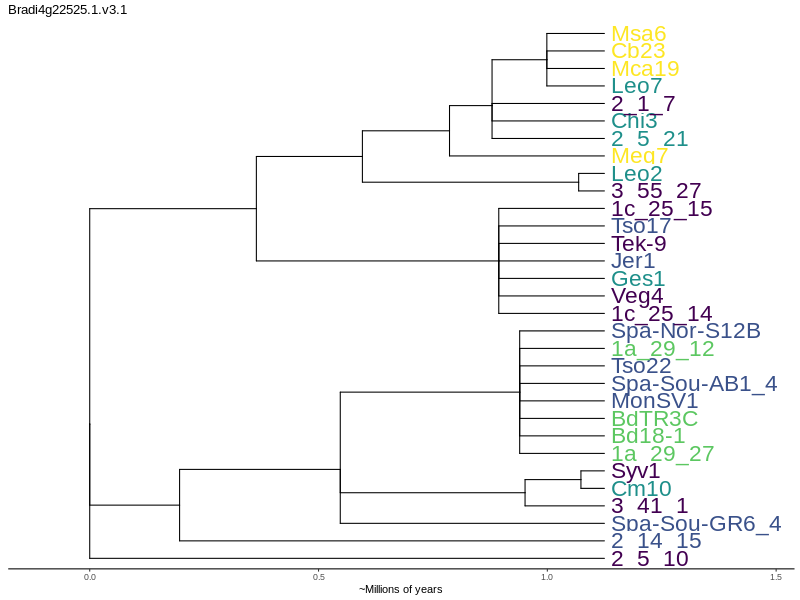 Bradi4g22525.1.v3.1
Msa6
Cb23
Mca19
Leo7
2_1_7
Chi3
2_5_21
Meg7
Leo2
3_55_27
1c_25_15
Tso17
Tek-9
Jer1
Ges1
Veg4
1c_25_14
Spa-Nor-S12B
1a_29_12
Tso22
Spa-Sou-AB1_4
MonSV1
BdTR3C
Bd18-1
1a_29_27
Syv1
Cm10
3_41_1
Spa-Sou-GR6_4
2_14_15
2_5_10
0.0 0.5 1.0 1.5
~Millions of years